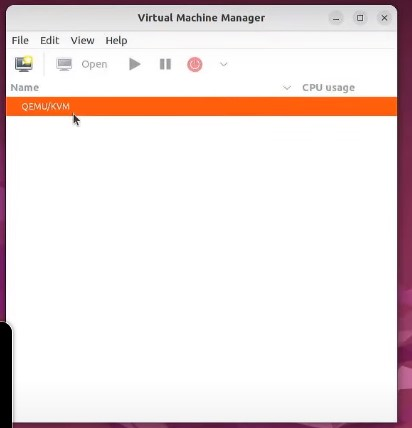 Virtual Machine Manager
File Edit View Help
Open
Name CPU usage
QEMU/KVM